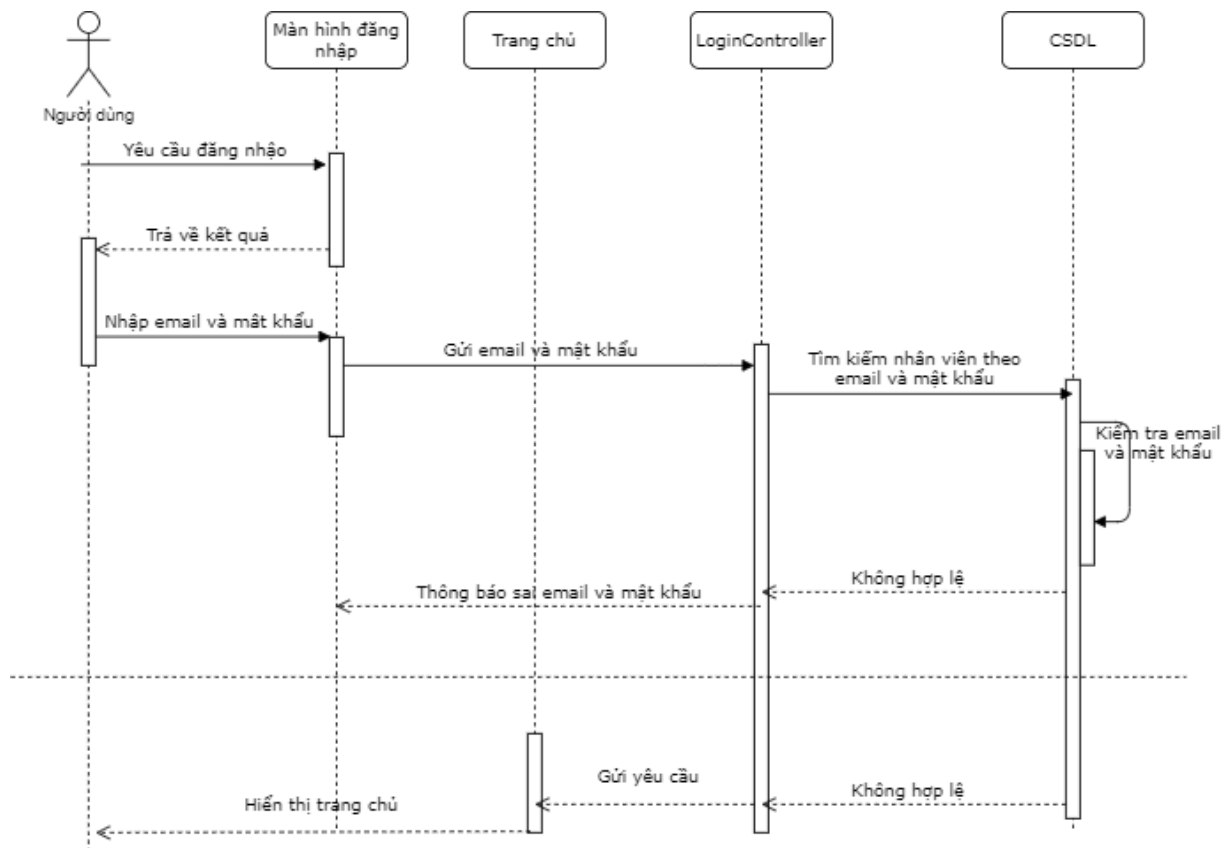 Màn hình đăng
nhập
Trang chủ
LoginController
CSDL
Người dùng
Yêu cầu đăng nhậo
Trả về kết quả
Nhập email và mât khẩu
Gửi email và mật khẩu
Tìm kiếm nhân viên theo
email và mật khẩu
Kiểm tra email
và mật khẩu
Không hợp lệ
Thông báo sai email và mật khẩu
Gửi yêu cầu
Không hợp lệ
Hiển thị trang chủ